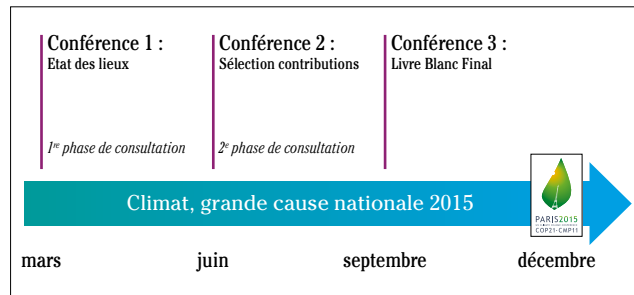 Conférence 1 :
Etat des lieux
1re phase de consultation
Conférence 2 :
Sélection contributions
2e phase de consultation
Conférence 3 :
Livre Blanc Final
Climat, grande cause nationale 2015
PARIS2015
COP21-CMP11
mars
juin
septembre
décembre